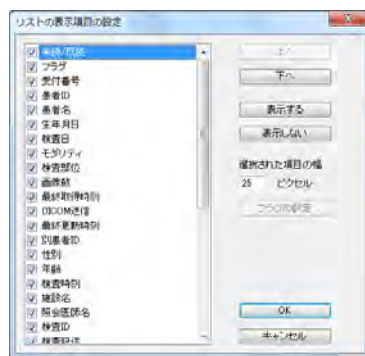 リストの表示項目の設定
未読/既読
フラグ
受付番号
患者ID
患者名
生年月日
検査日
モダリティ
検査部位
画像数
最終取得時刻
DICOM送信
最終更新時刻
別患者ID
性別
年齢
検査時刻
施設名
照会医師名
検査ID
検査記述
上へ
下へ
表示する
表示しない
選択された項目の幅
25 ピクセル
フラグの設定
OK
キャンセル